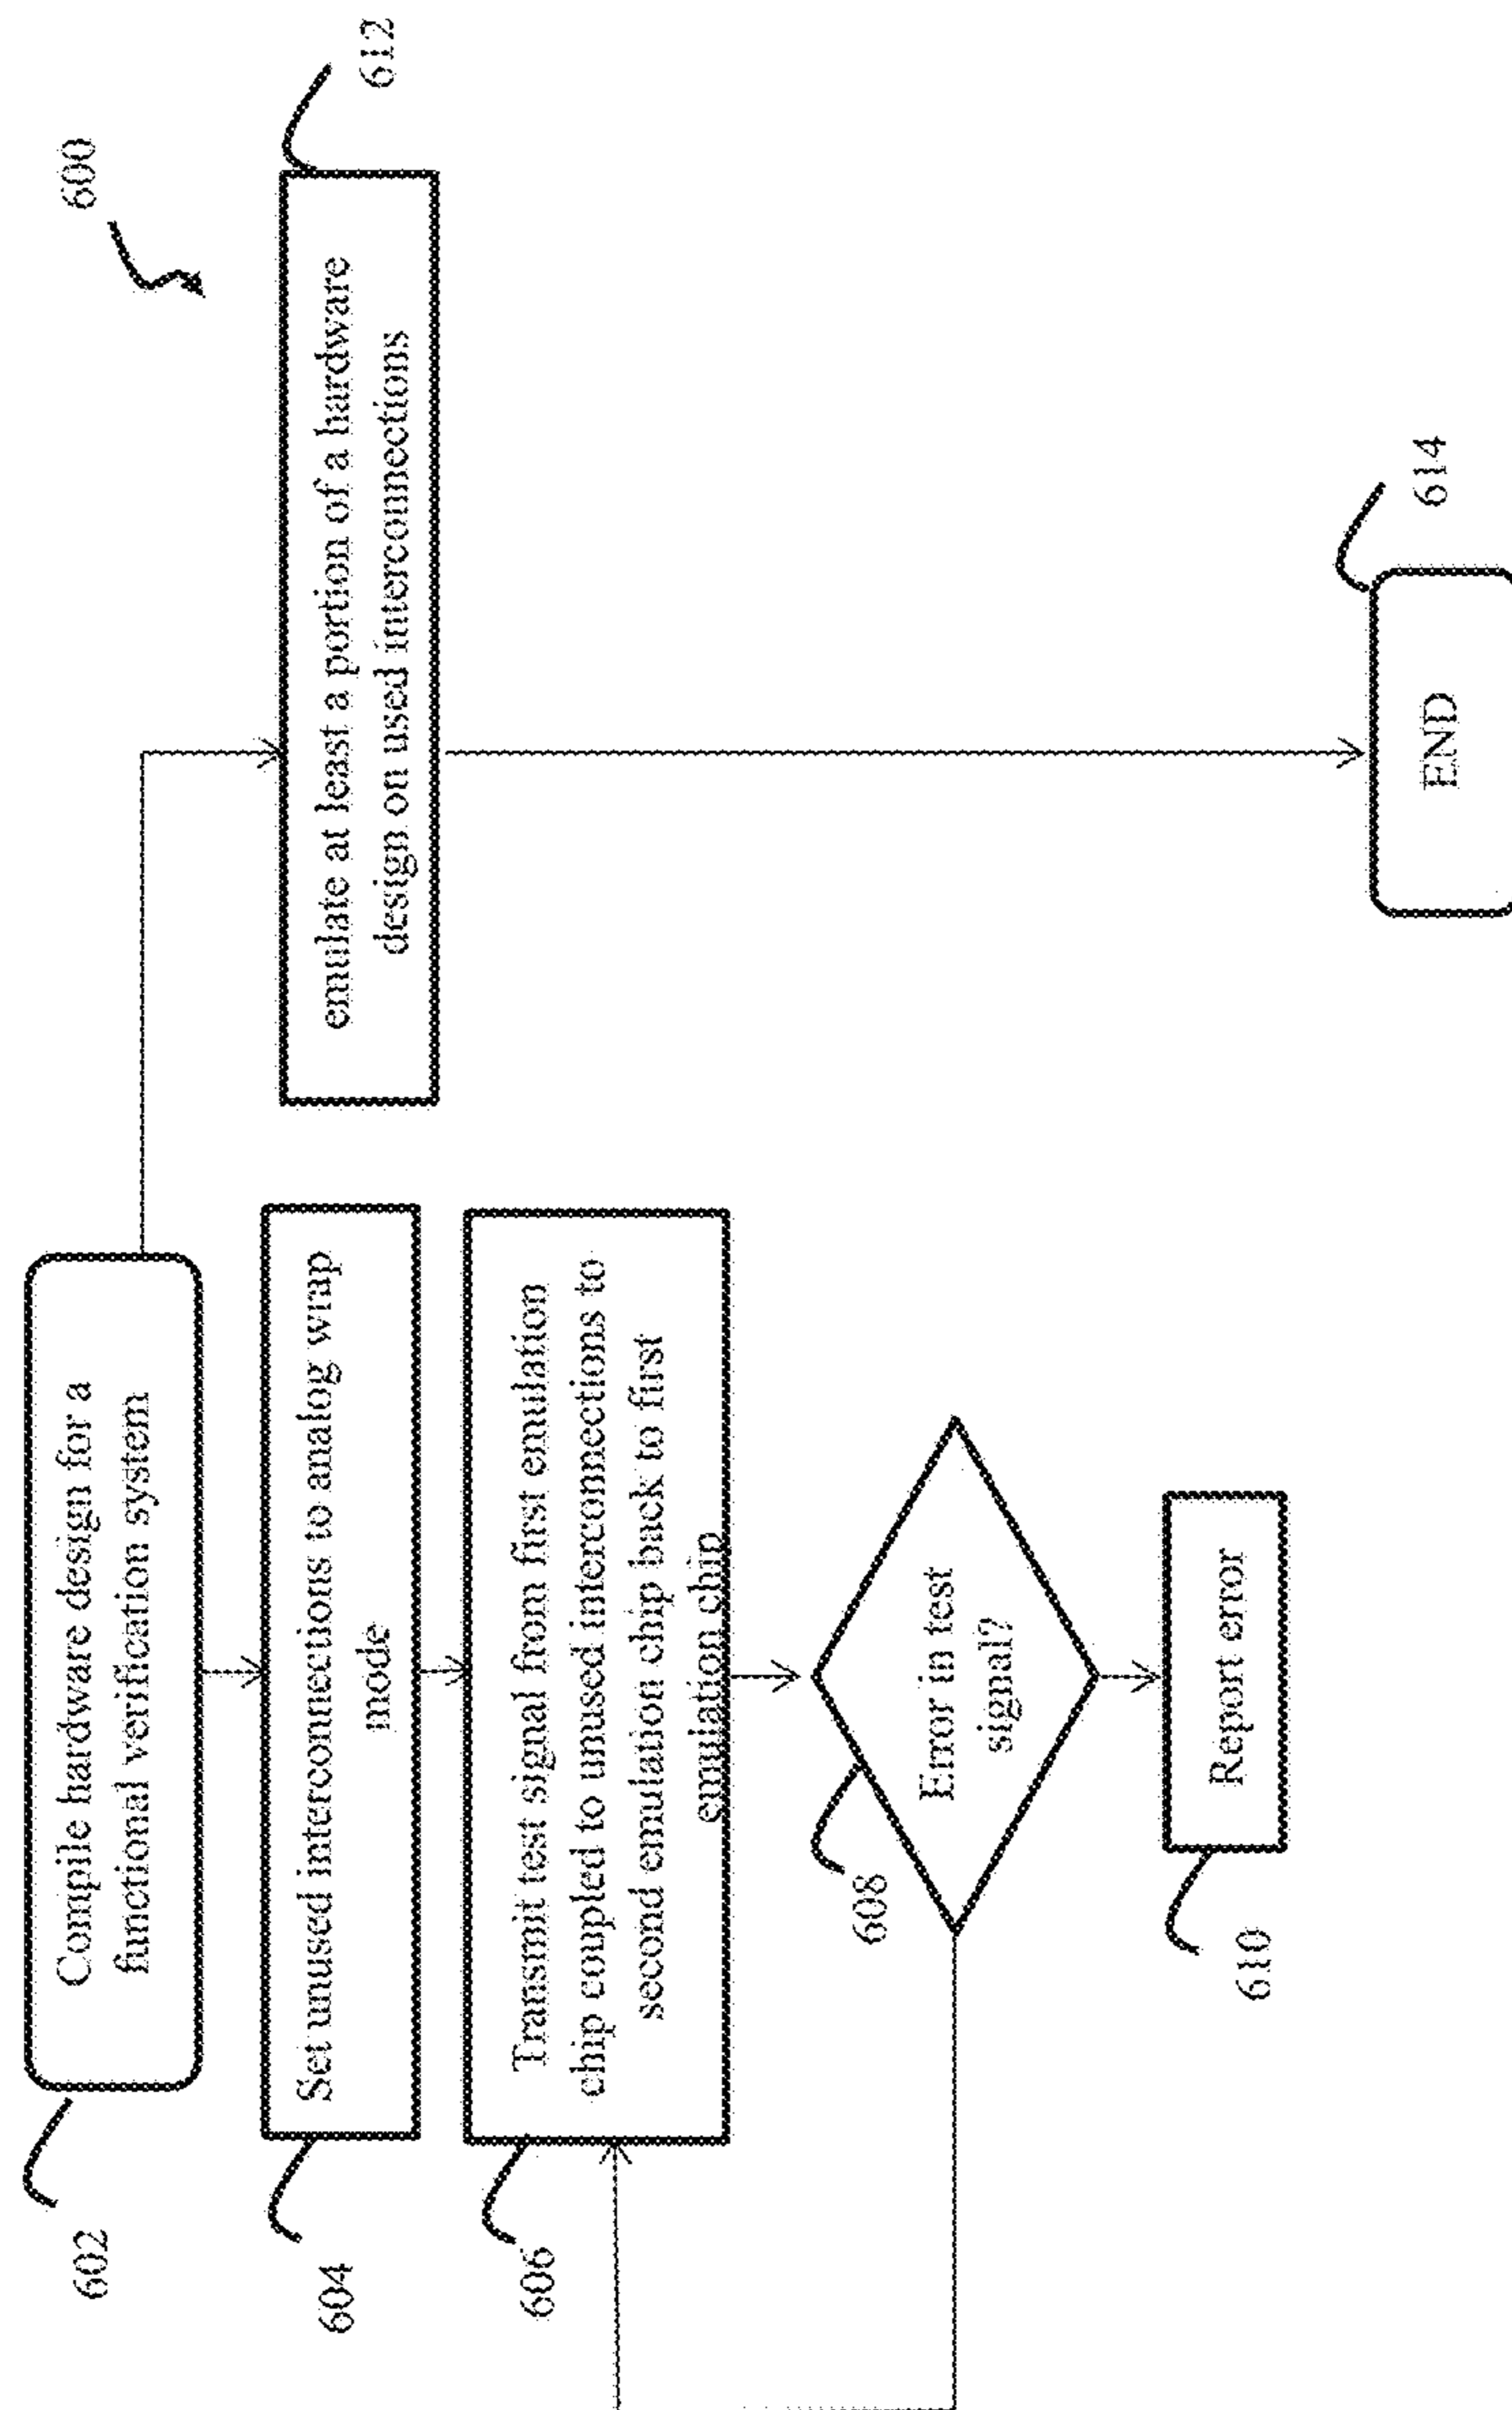 600
602
Compile hardware design for a
functional verification system
604
Set unused interconnections to analog wrap
mode
606
Transmit test signal from first emulation
chip coupled to unused interconnections to
second emulation chip back to first
emulation chip
608
Error in test
signal?
610
Report error
612
emulate at least a portion of a hardware
design on used interconnections
614
END